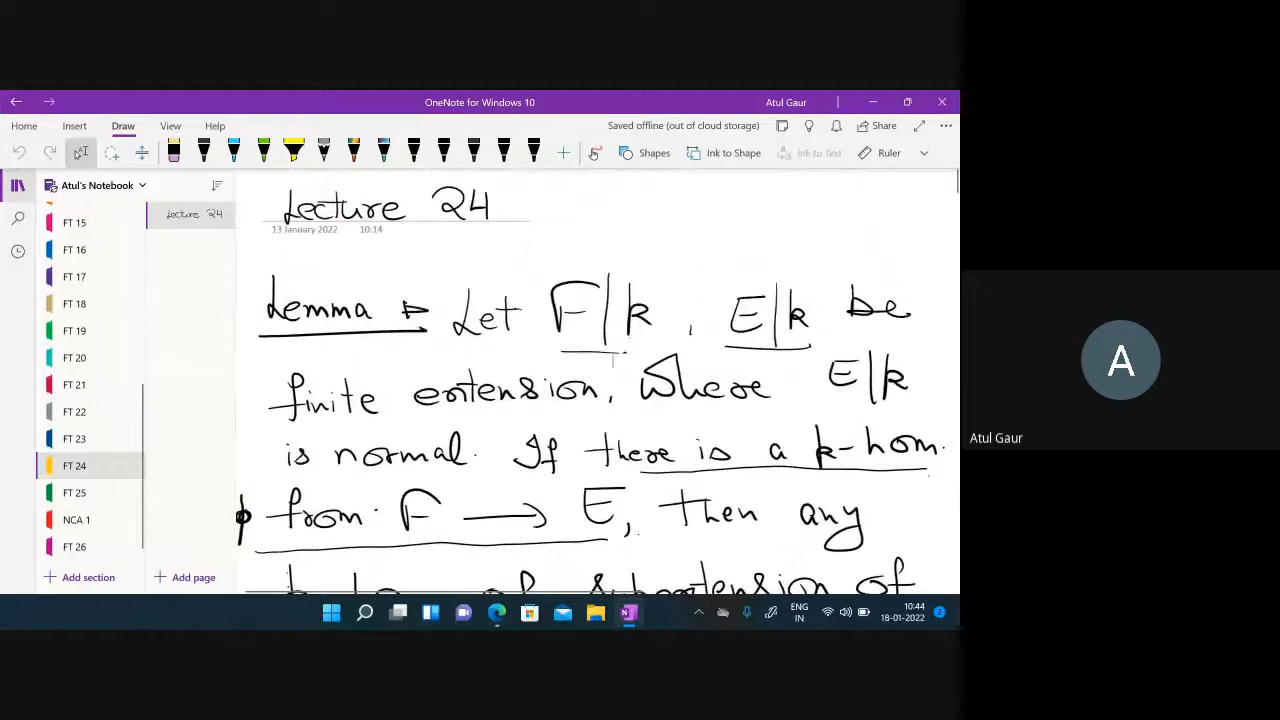 OneNote for Windows 10
Atul Gaur
Home Insert Draw View Help
Saved offline (out of cloud storage)
Share
Shapes
Ink to Shape
Ink to Text
Ruler
Atul's Notebook
FT 15
FT 16
FT 17
FT 18
FT 19
FT 20
FT 21
FT 22
FT 23
FT 24
FT 25
NCA 1
FT 26
Add section
Lecture 24
Add page
Lecture 24
13 January 2022 10:14
Lemma Let F|k, E|k be
finite extension, where E|k
is normal. If there is a k-hom.
ϕ from F ⟶ E, then any
of subextension of
A
Atul Gaur
ENG
IN
10:44
18-01-2022
2